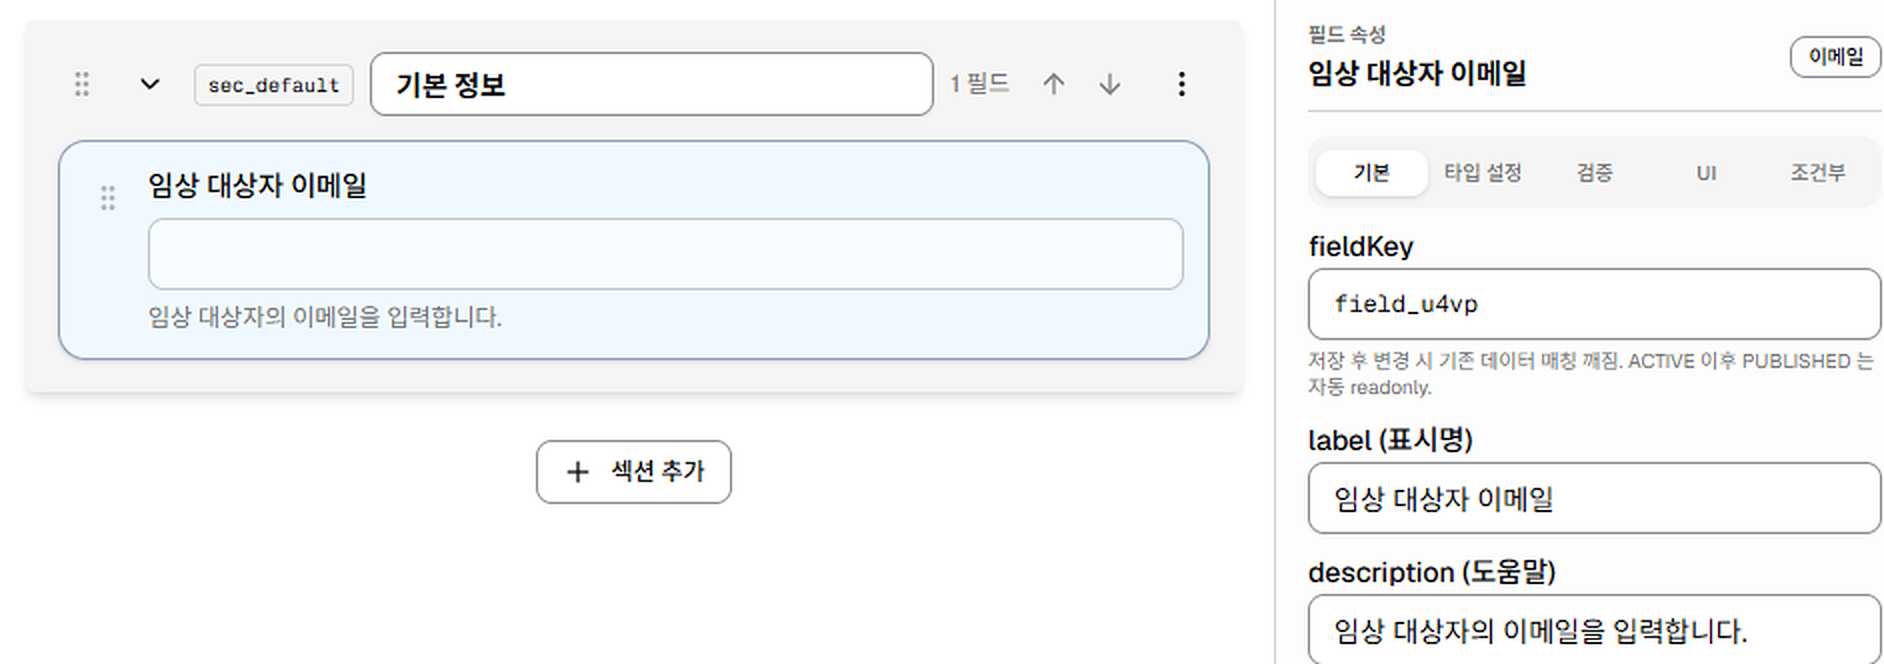 sec_default
기본 정보
1 필드
임상 대상자 이메일
임상 대상자의 이메일을 입력합니다.
섹션 추가
필드 속성
임상 대상자 이메일
이메일
기본
타입 설정
검증
UI
조건부
fieldKey
field_u4vp
저장 후 변경 시 기존 데이터 매칭 깨짐. ACTIVE 이후 PUBLISHED 는
자동 readonly.
label (표시명)
임상 대상자 이메일
description (도움말)
임상 대상자의 이메일을 입력합니다.